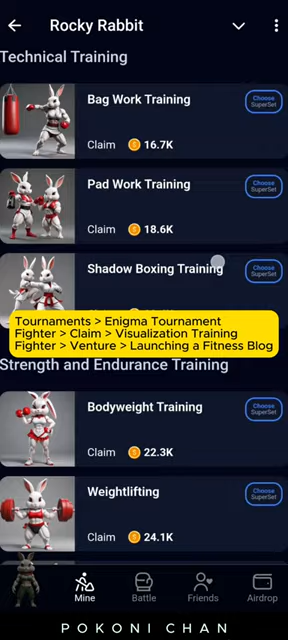 Rocky Rabbit
Technical Training
Bag Work Training
Choose
SuperSet
Claim 16.7K
Pad Work Training
Choose
SuperSet
Claim 18.6K
Shadow Boxing Training
Choose
SuperSet
Tournaments > Enigma Tournament
Fighter > Claim > Visualization Training
Fighter > Venture > Launching a Fitness Blog
Strength and Endurance Training
Bodyweight Training
Choose
SuperSet
Claim 22.3K
Weightlifting
Choose
SuperSet
Claim 24.1K
Mine Battle Friends Airdrop
POKONI CHAN